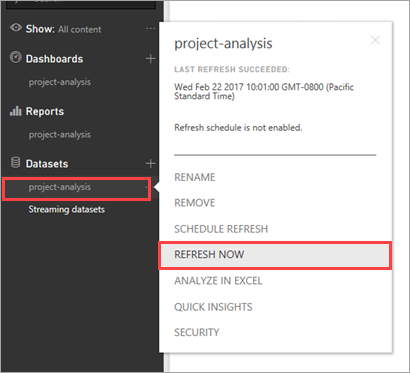 Show: All content
Dashboards
project-analysis
Reports
project-analysis
Datasets
project-analysis
Streaming datasets
project-analysis
LAST REFRESH SUCCEEDED:
Wed Feb 22 2017 10:01:00 GMT-0800 (Pacific
Standard Time)
Refresh schedule is not enabled.
RENAME
REMOVE
SCHEDULE REFRESH
REFRESH NOW
ANALYZE IN EXCEL
QUICK INSIGHTS
SECURITY